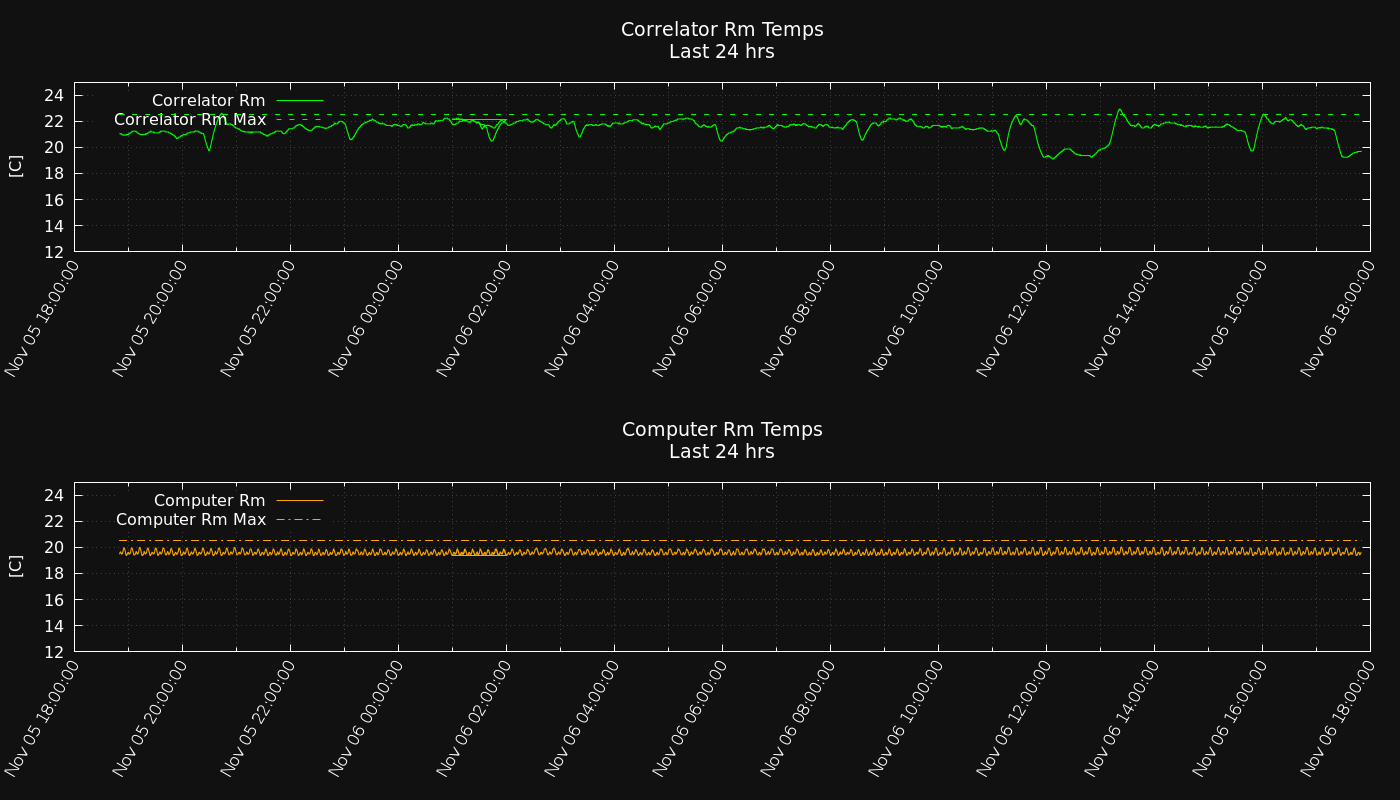 Correlator Rm Temps
Last 24 hrs
Correlator Rm
Correlator Rm Max
[C]
24
22
20
18
16
14
12
Nov 05 18:00:00
Nov 05 20:00:00
Nov 05 22:00:00
Nov 06 00:00:00
Nov 06 02:00:00
Nov 06 04:00:00
Nov 06 06:00:00
Nov 06 08:00:00
Nov 06 10:00:00
Nov 06 12:00:00
Nov 06 14:00:00
Nov 06 16:00:00
Nov 06 18:00:00
Computer Rm Temps
Last 24 hrs
Computer Rm
Computer Rm Max
[C]
24
22
20
18
16
14
12
Nov 05 18:00:00
Nov 05 20:00:00
Nov 05 22:00:00
Nov 06 00:00:00
Nov 06 02:00:00
Nov 06 04:00:00
Nov 06 06:00:00
Nov 06 08:00:00
Nov 06 10:00:00
Nov 06 12:00:00
Nov 06 14:00:00
Nov 06 16:00:00
Nov 06 18:00:00